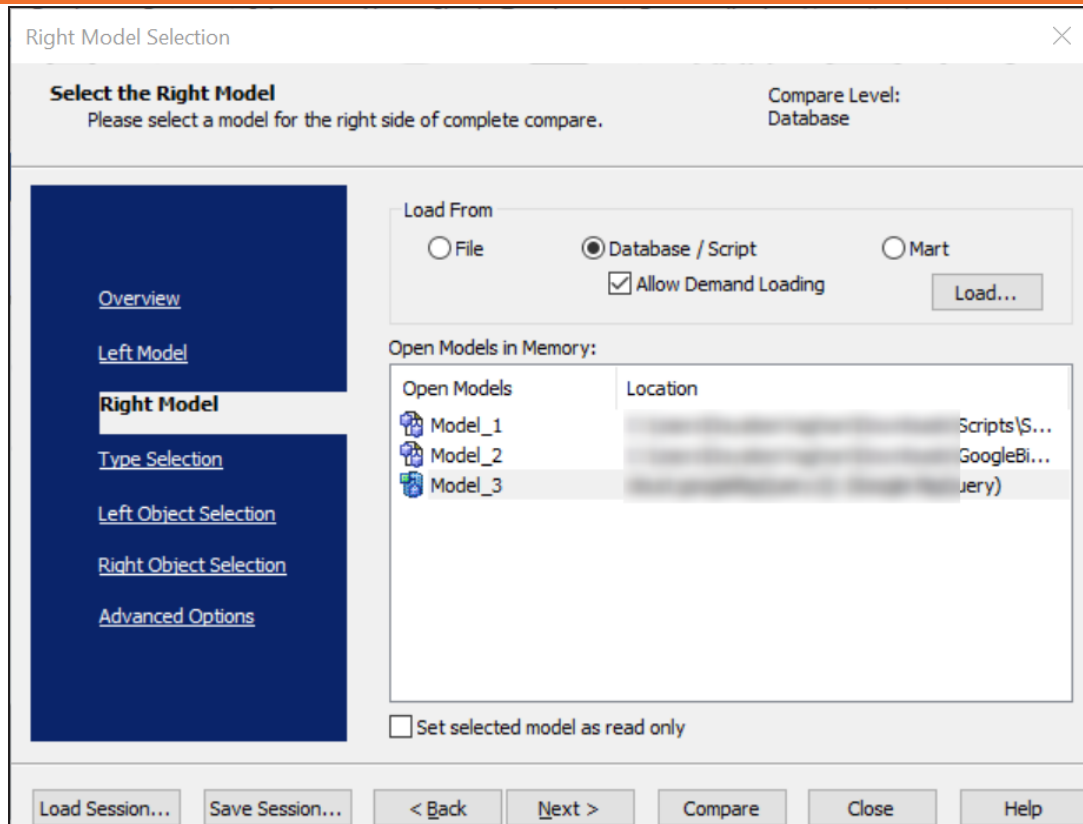 Right Model Selection
Select the Right Model
Please select a model for the right side of complete compare.
Compare Level:
Database
Overview
Left Model
Right Model
Type Selection
Left Object Selection
Right Object Selection
Advanced Options
Load From
File
Database / Script
Mart
Allow Demand Loading
Load...
Open Models in Memory:
Open Models Location
Model_1 Scripts\S...
Model_2 GoogleBi...
Model_3 uery)
Set selected model as read only
Load Session... Save Session... < Back Next > Compare Close Help